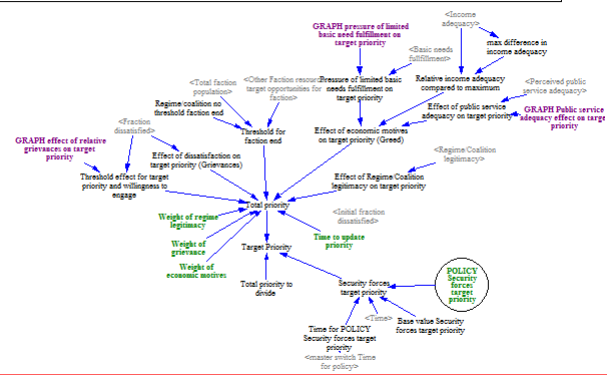 GRAPH pressure of limited
basic need fulfillment on
target priority
<Income
adequacy>
max difference in
income adequacy
<Basic needs
fulfillment>
<Total faction
population>
<Other Faction resource
target opportunities for
faction>
Pressure of limited basic
needs fulfillment on
target priority
Relative income adequacy
compared to maximum
<Perceived public
service adequacy>
Regime/coalition no
threshold faction end
Effect of public service
adequacy on target priority
GRAPH Public service
adequacy effect on target
priority
<Fraction
dissatisfied>
Threshold for
faction end
Effect of economic motives
on target priority (Greed)
GRAPH effect of relative
grievances on target
priority
Effect of dissatisfaction on
target priority (Grievances)
<Regime/Coalition
legitimacy>
Threshold effect for target
priority and willingness to
engage
Effect of Regime/Coalition
legitimacy on target priority
Total priority
Weight of regime
legitimacy
<Initial fraction
dissatisfied>
Weight of
grievance
Target Priority
Time to update
priority
Weight of
economic motives
Total priority to
divide
Security forces
target priority
POLICY
Security
forces
target
priority
<Time>
Base value Security
forces target priority
Time for POLICY
Security forces target
priority
<master switch Time
for policy>